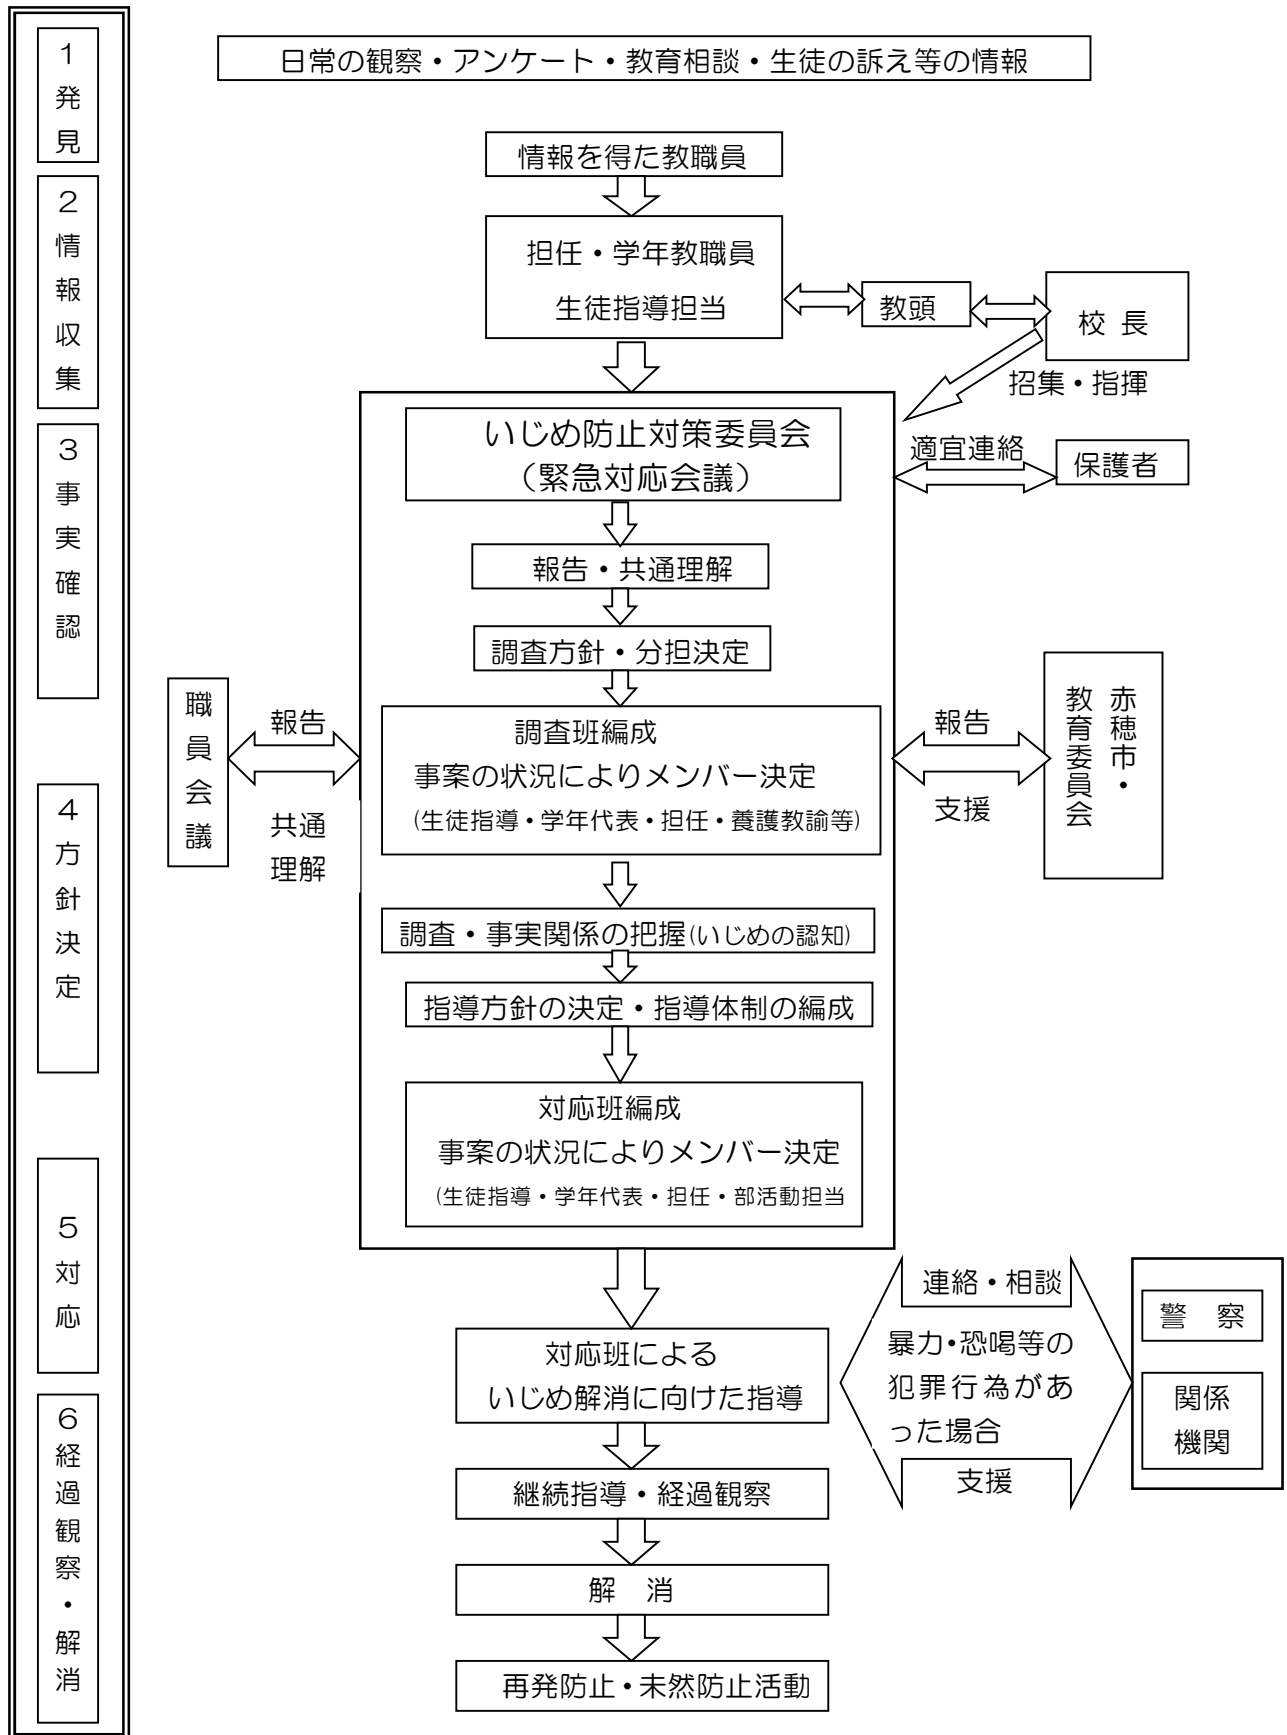 1発見
2情報収集
3事実確認
4方針決定
5対応
6経過観察・解消
日常の観察・アンケート・教育相談・生徒の訴え等の情報
情報を得た教職員
担任・学年教職員
生徒指導担当
教頭
校 長
招集・指揮
いじめ防止対策委員会
（緊急対応会議）
適宜連絡
保護者
報告・共通理解
調査方針・分担決定
職員会議
報告
共通
理解
調査班編成
事案の状況によりメンバー決定
(生徒指導・学年代表・担任・養護教諭等)
報告
支援
赤穂市・
教育委員会
調査・事実関係の把握(いじめの認知)
指導方針の決定・指導体制の編成
対応班編成
事案の状況によりメンバー決定
(生徒指導・学年代表・担任・部活動担当
対応班による
いじめ解消に向けた指導
連絡・相談
暴力・恐喝等の
犯罪行為があ
った場合
支援
警　察
関係
機関
継続指導・経過観察
解　消
再発防止・未然防止活動